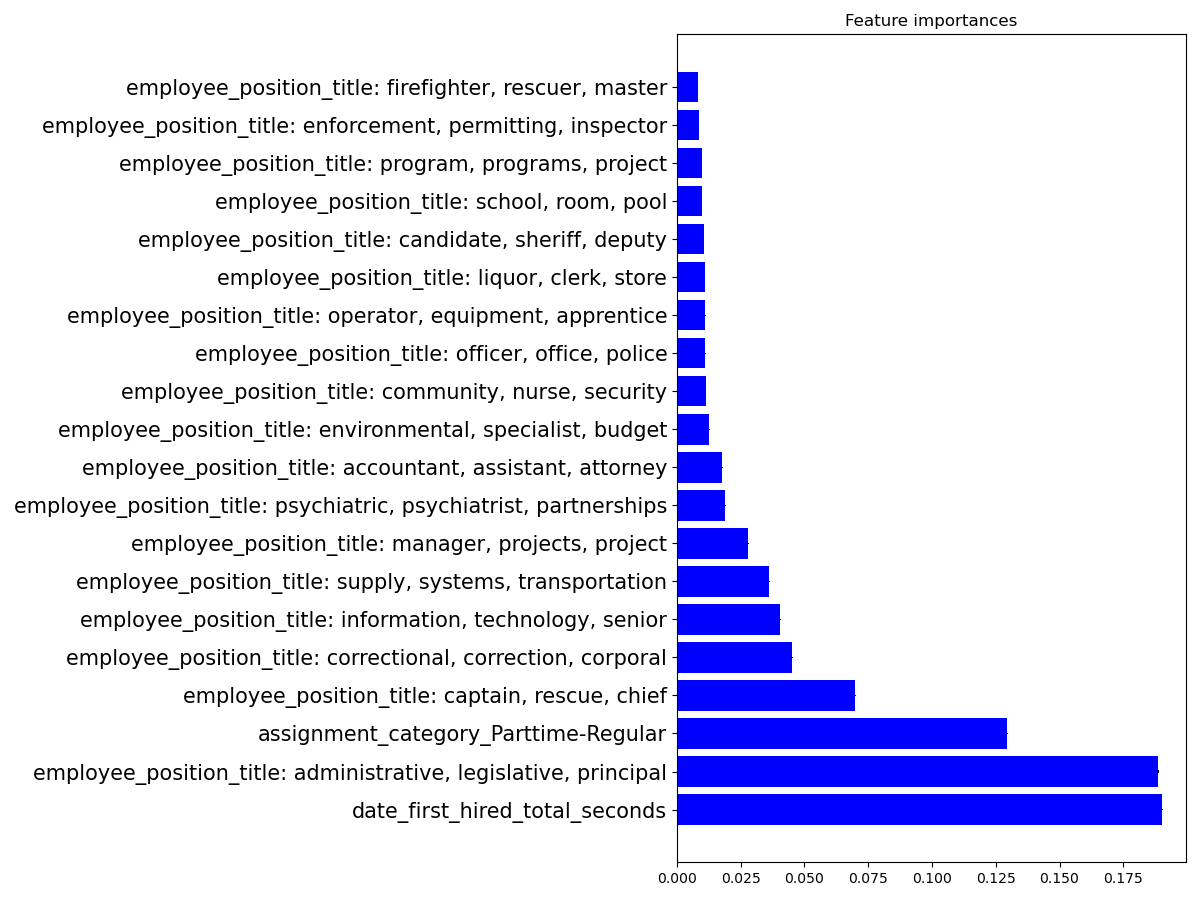 Feature importances
employee_position_title: firefighter, rescuer, master
employee_position_title: enforcement, permitting, inspector
employee_position_title: program, programs, project
employee_position_title: school, room, pool
employee_position_title: candidate, sheriff, deputy
employee_position_title: liquor, clerk, store
employee_position_title: operator, equipment, apprentice
employee_position_title: officer, office, police
employee_position_title: community, nurse, security
employee_position_title: environmental, specialist, budget
employee_position_title: accountant, assistant, attorney
employee_position_title: psychiatric, psychiatrist, partnerships
employee_position_title: manager, projects, project
employee_position_title: supply, systems, transportation
employee_position_title: information, technology, senior
employee_position_title: correctional, correction, corporal
employee_position_title: captain, rescue, chief
assignment_category_Parttime-Regular
employee_position_title: administrative, legislative, principal
date_first_hired_total_seconds
0.000 0.025 0.050 0.075 0.100 0.125 0.150 0.175